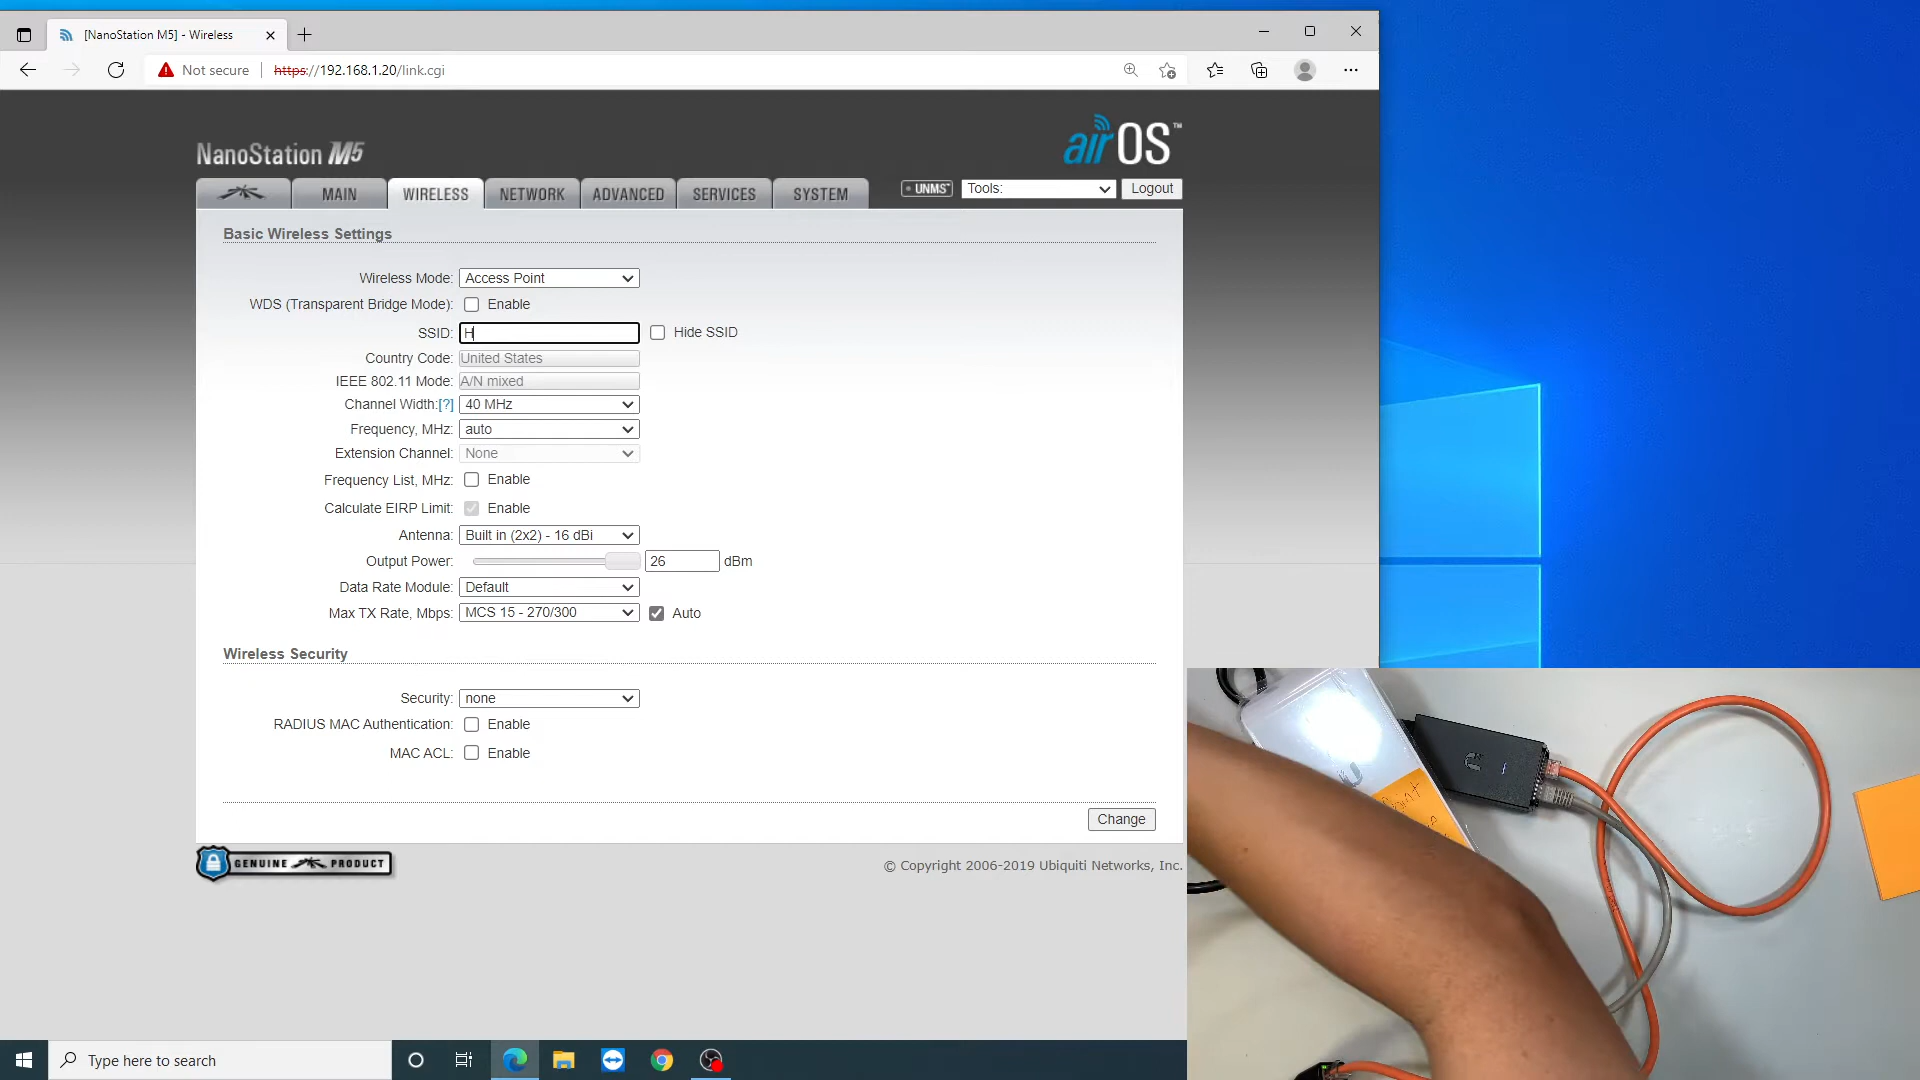 [NanoStation M5] - Wireless
Not secure
https://192.168.1.20/link.cgi
NanoStation M5
airOS™
MAIN
WIRELESS
NETWORK
ADVANCED
SERVICES
SYSTEM
UNMS
Tools:
Logout
Basic Wireless Settings
Wireless Mode: Access Point
WDS (Transparent Bridge Mode): Enable
SSID: H Hide SSID
Country Code: United States
IEEE 802.11 Mode: A/N mixed
Channel Width:[?] 40 MHz
Frequency, MHz: auto
Extension Channel: None
Frequency List, MHz: Enable
Calculate EIRP Limit: Enable
Antenna: Built in (2x2) - 16 dBi
Output Power: 26 dBm
Data Rate Module: Default
Max TX Rate, Mbps: MCS 15 - 270/300 Auto
Wireless Security
Security: none
RADIUS MAC Authentication: Enable
MAC ACL: Enable
Change
GENUINE PRODUCT
© Copyright 2006-2019 Ubiquiti Networks, Inc.
Type here to search